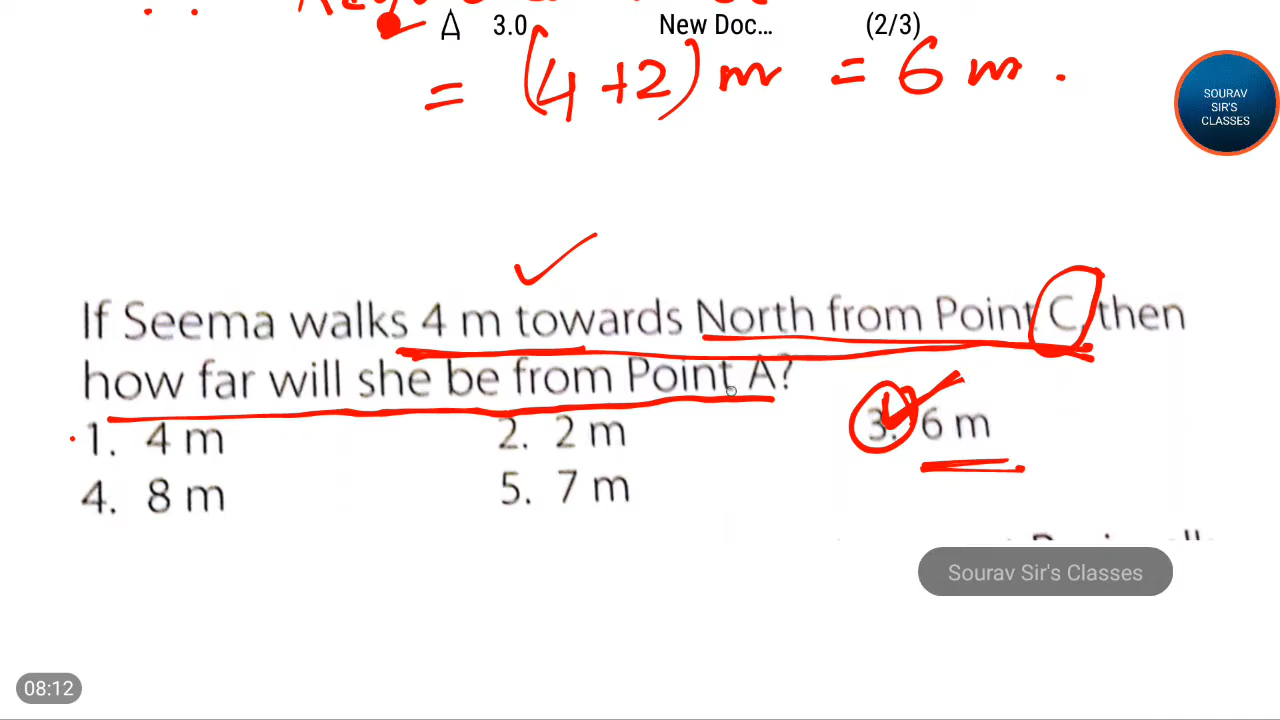 Δ 3.0 New Doc... (2/3)
= (4+2) m = 6 m .
SOURAV
SIR'S
CLASSES
If Seema walks 4 m towards North from Point C, then
how far will she be from Point A?
1. 4 m 2. 2 m 3. 6 m
4. 8 m 5. 7 m
Sourav Sir's Classes
08:12